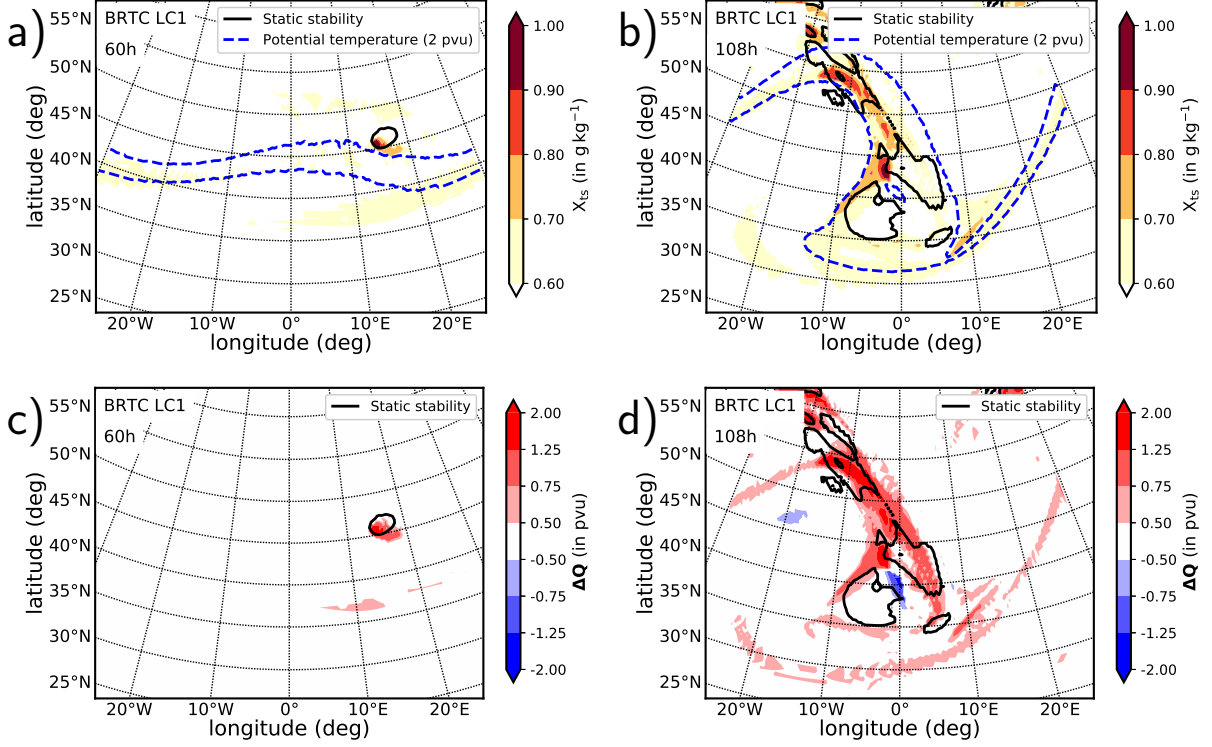 a)
BRTC LC1
60h
Static stability
Potential temperature (2 pvu)
55°N
50°N
45°N
40°N
35°N
30°N
25°N
latitude (deg)
20°W
10°W
0°
10°E
20°E
longitude (deg)
1.00
0.90
0.80
0.70
0.60
Xts (in g kg−1)
b)
BRTC LC1
108h
Static stability
Potential temperature (2 pvu)
55°N
50°N
45°N
40°N
35°N
30°N
25°N
latitude (deg)
20°W
10°W
0°
10°E
20°E
longitude (deg)
1.00
0.90
0.80
0.70
0.60
Xts (in g kg−1)
c)
BRTC LC1
60h
Static stability
55°N
50°N
45°N
40°N
35°N
30°N
25°N
latitude (deg)
20°W
10°W
0°
10°E
20°E
longitude (deg)
2.00
1.25
0.75
0.50
-0.50
-0.75
-1.25
-2.00
ΔQ (in pvu)
d)
BRTC LC1
108h
Static stability
55°N
50°N
45°N
40°N
35°N
30°N
25°N
latitude (deg)
20°W
10°W
0°
10°E
20°E
longitude (deg)
2.00
1.25
0.75
0.50
-0.50
-0.75
-1.25
-2.00
ΔQ (in pvu)